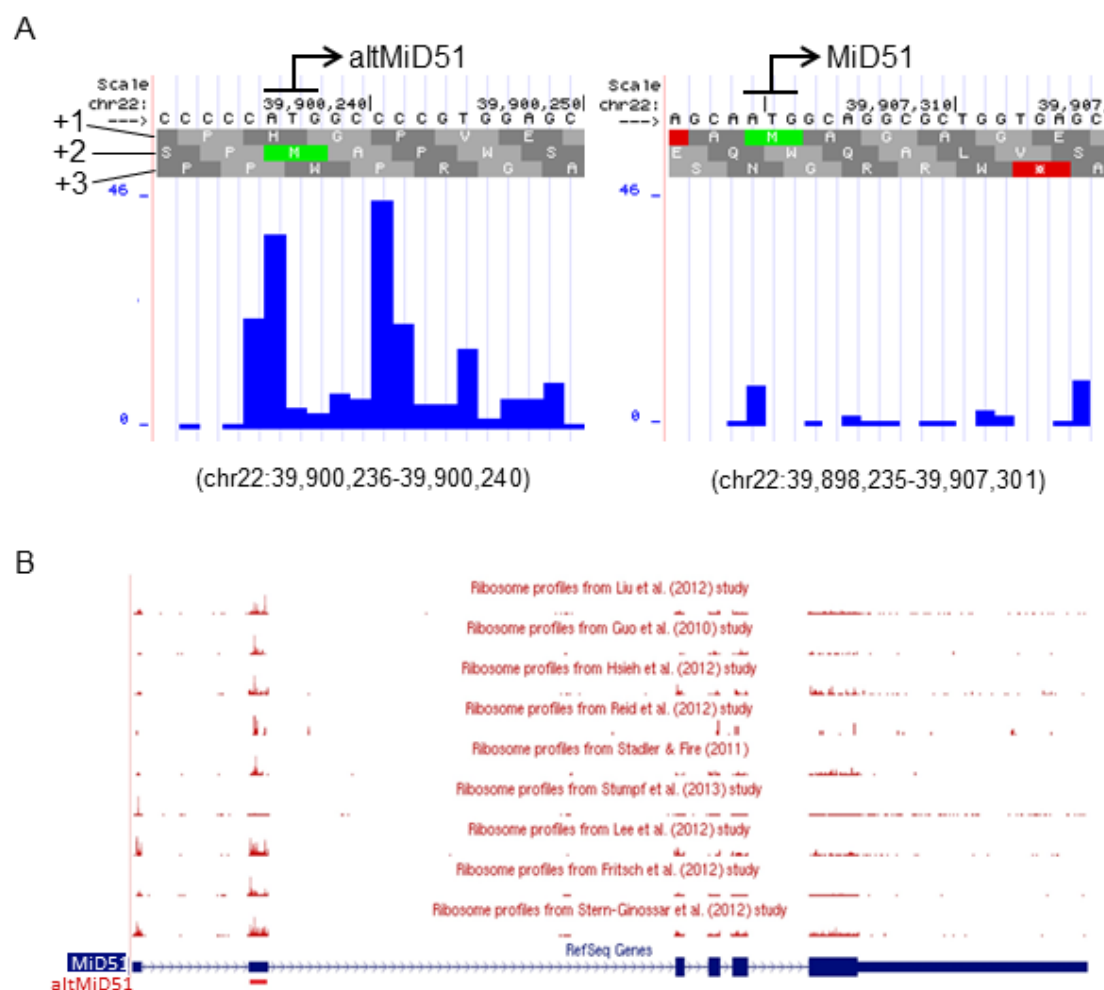 A
altMiD51
MiD51
Scale
chr22: 39,900,240| 39,900,250|
---> C C C C C A T G G C C C C G T G G A G C
+1 P H G P V E
+2 S P M A P W S
+3 P P W P R G A
46
0
(chr22:39,900,236-39,900,240)
Scale
chr22: | 39,907,310| 39,907
---> A G C A A T G G C A G G C G C T G G T G A G C
A M A G A G E
E Q W Q A L V S
S N G R R W * A
46
0
(chr22:39,898,235-39,907,301)
B
Ribosome profiles from Liu et al. (2012) study
Ribosome profiles from Guo et al. (2010) study
Ribosome profiles from Hsieh et al. (2012) study
Ribosome profiles from Reid et al. (2012) study
Ribosome profiles from Stadler & Fire (2011)
Ribosome profiles from Stumpf et al. (2013) study
Ribosome profiles from Lee et al. (2012) study
Ribosome profiles from Fritsch et al. (2012) study
Ribosome profiles from Stern-Ginossar et al. (2012) study
RefSeq Genes
MiD51
altMiD51